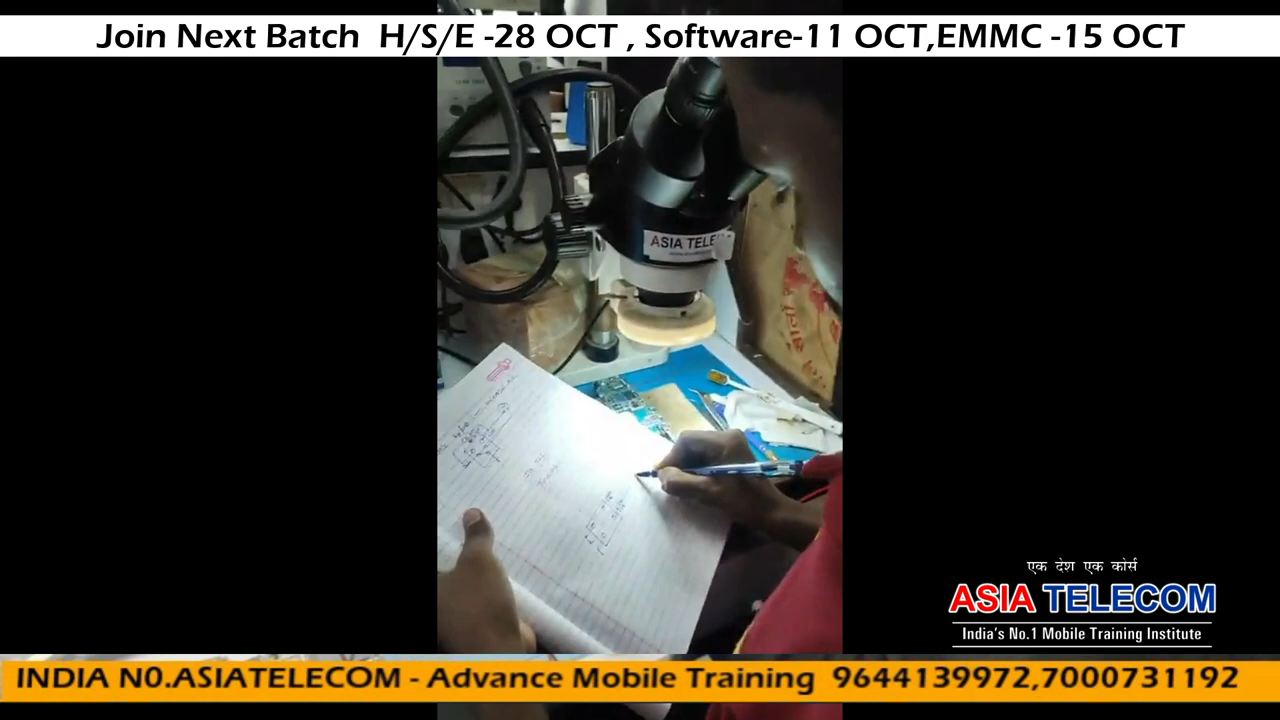 Join Next Batch H/S/E -28 OCT , Software-11 OCT,EMMC -15 OCT
ASIA TELE
एक देश एक कोर्स
ASIA TELECOM
India's No.1 Mobile Training Institute
INDIA N0.ASIATELECOM - Advance Mobile Training 9644139972,7000731192